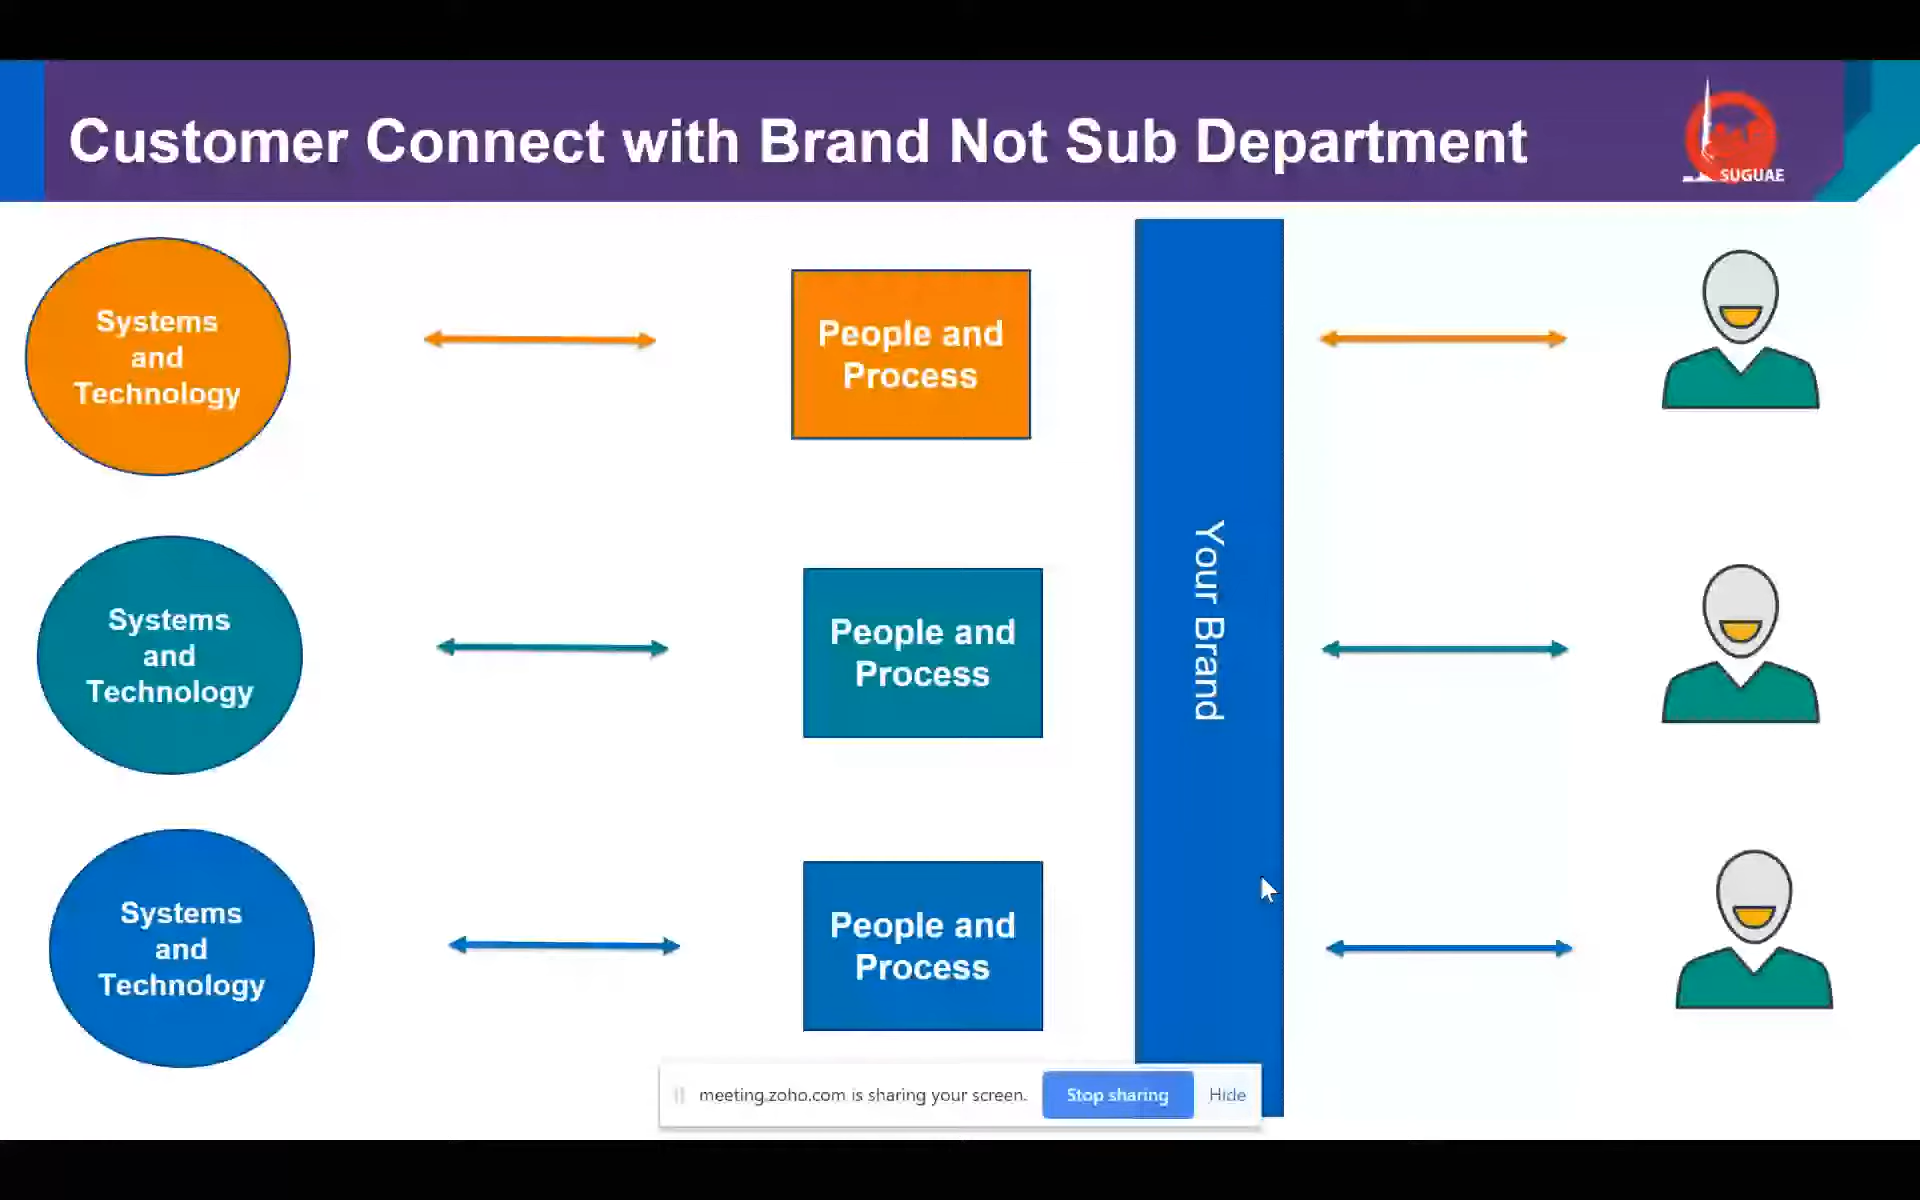 Customer Connect with Brand Not Sub Department
SUGUAE
Systems
and
Technology
People and
Process
Your Brand
Systems
and
Technology
People and
Process
Systems
and
Technology
People and
Process
meeting.zoho.com is sharing your screen.
Stop sharing
Hide